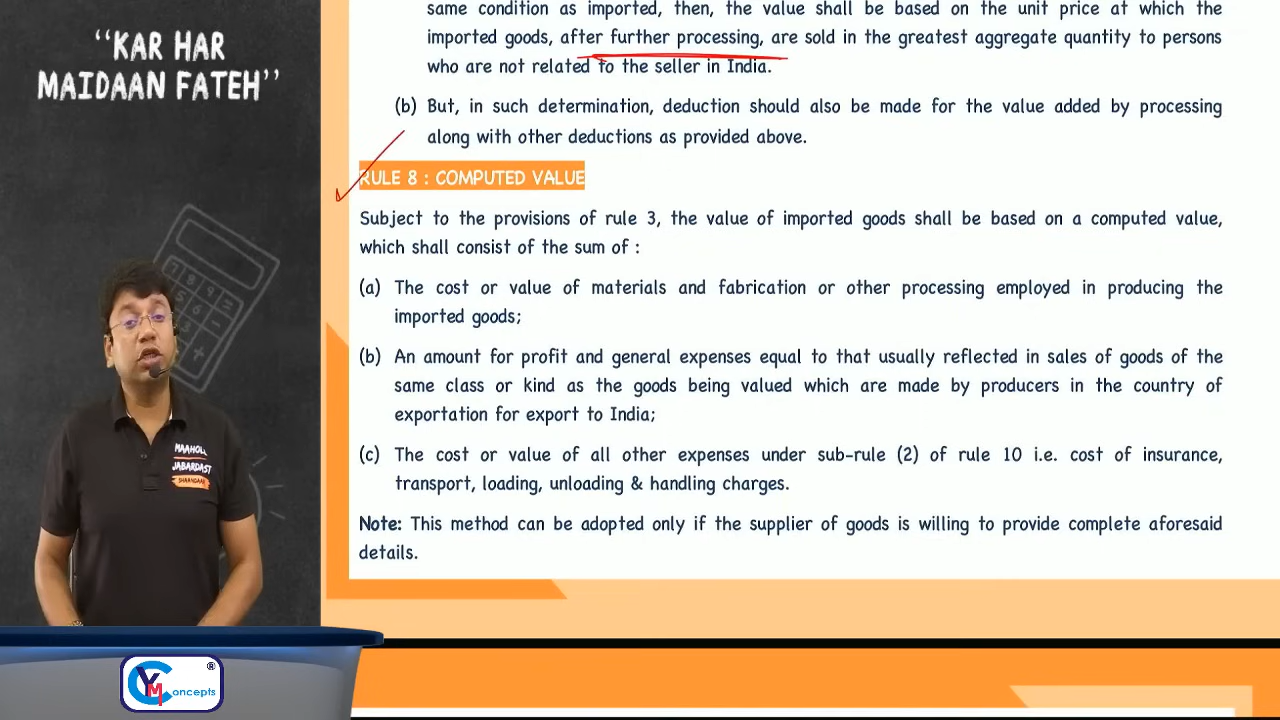 “KAR HAR
MAIDAAN FATEH”
same condition as imported, then, the value shall be based on the unit price at which the
imported goods, after further processing, are sold in the greatest aggregate quantity to persons
who are not related to the seller in India.
(b) But, in such determination, deduction should also be made for the value added by processing
along with other deductions as provided above.
RULE 8 : COMPUTED VALUE
Subject to the provisions of rule 3, the value of imported goods shall be based on a computed value,
which shall consist of the sum of :
(a) The cost or value of materials and fabrication or other processing employed in producing the
imported goods;
(b) An amount for profit and general expenses equal to that usually reflected in sales of goods of the
same class or kind as the goods being valued which are made by producers in the country of
exportation for export to India;
(c) The cost or value of all other expenses under sub-rule (2) of rule 10 i.e. cost of insurance,
transport, loading, unloading & handling charges.
Note: This method can be adopted only if the supplier of goods is willing to provide complete aforesaid
details.
MAAHOLL
JABARDAST
SHAANDAAR
YMConcepts ®